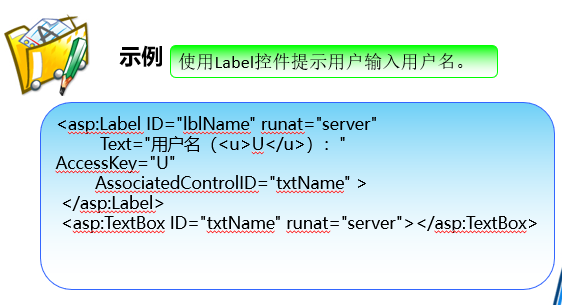 示例
使用Label控件提示用户输入用户名。
<asp:Label ID="lblName" runat="server"
Text="用户名（<u>U</u>）："
AccessKey="U"
AssociatedControlID="txtName" >
</asp:Label>
<asp:TextBox ID="txtName" runat="server"></asp:TextBox>